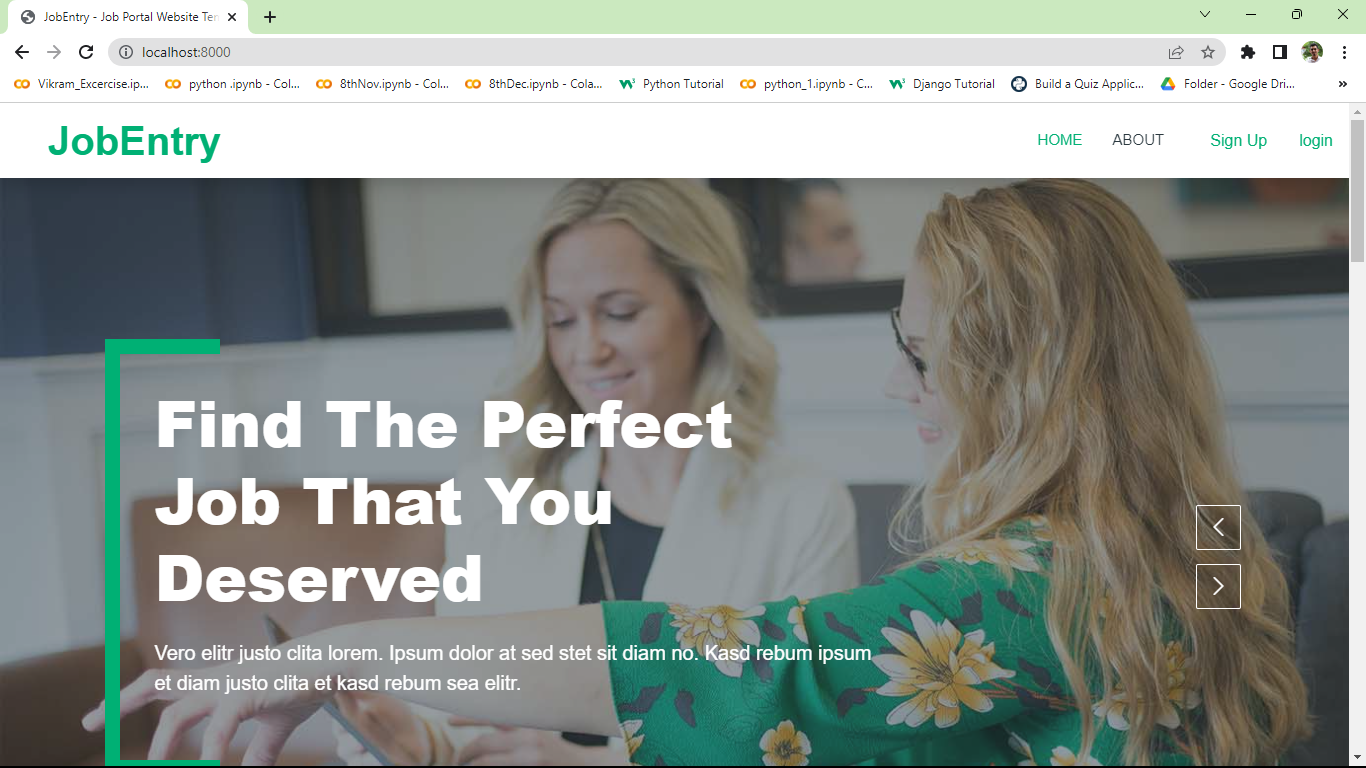 JobEntry - Job Portal Website Ten
localhost:8000
Vikram_Excercise.ip... python .ipynb - Col... 8thNov.ipynb - Col... 8thDec.ipynb - Cola... Python Tutorial python_1.ipynb - C... Django Tutorial Build a Quiz Applic... Folder - Google Dri... »
JobEntry HOME ABOUT Sign Up login
Find The Perfect
Job That You
Deserved
Vero elitr justo clita lorem. Ipsum dolor at sed stet sit diam no. Kasd rebum ipsum
et diam justo clita et kasd rebum sea elitr.